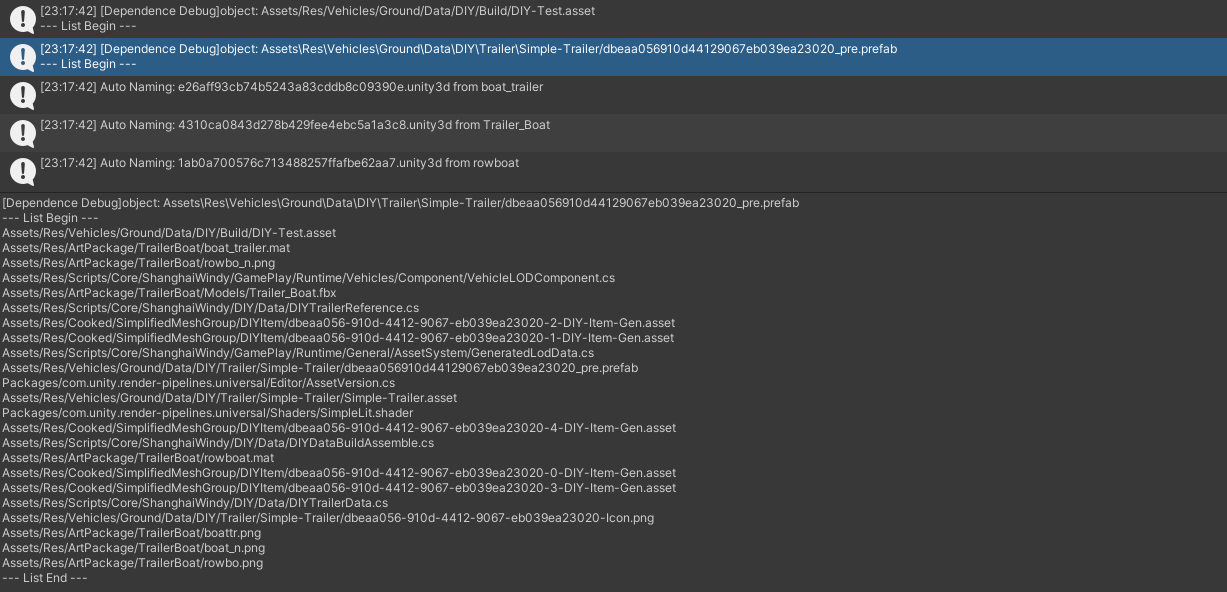 [23:17:42] [Dependence Debug]object: Assets/Res/Vehicles/Ground/Data/DIY/Build/DIY-Test.asset
--- List Begin ---
[23:17:42] [Dependence Debug]object: Assets\Res\Vehicles\Ground\Data\DIY\Trailer\Simple-Trailer/dbeaa056910d44129067eb039ea23020_pre.prefab
--- List Begin ---
[23:17:42] Auto Naming: e26aff93cb74b5243a83cddb8c09390e.unity3d from boat_trailer
[23:17:42] Auto Naming: 4310ca0843d278b429fee4ebc5a1a3c8.unity3d from Trailer_Boat
[23:17:42] Auto Naming: 1ab0a700576c713488257ffafbe62aa7.unity3d from rowboat
[Dependence Debug]object: Assets\Res\Vehicles\Ground\Data\DIY\Trailer\Simple-Trailer/dbeaa056910d44129067eb039ea23020_pre.prefab
--- List Begin ---
Assets/Res/Vehicles/Ground/Data/DIY/Build/DIY-Test.asset
Assets/Res/ArtPackage/TrailerBoat/boat_trailer.mat
Assets/Res/ArtPackage/TrailerBoat/rowbo_n.png
Assets/Res/Scripts/Core/ShanghaiWindy/GamePlay/Runtime/Vehicles/Component/VehicleLODComponent.cs
Assets/Res/ArtPackage/TrailerBoat/Models/Trailer_Boat.fbx
Assets/Res/Scripts/Core/ShanghaiWindy/DIY/Data/DIYTrailerReference.cs
Assets/Res/Cooked/SimplifiedMeshGroup/DIYItem/dbeaa056-910d-4412-9067-eb039ea23020-2-DIY-Item-Gen.asset
Assets/Res/Cooked/SimplifiedMeshGroup/DIYItem/dbeaa056-910d-4412-9067-eb039ea23020-1-DIY-Item-Gen.asset
Assets/Res/Scripts/Core/ShanghaiWindy/GamePlay/Runtime/General/AssetSystem/GeneratedLodData.cs
Assets/Res/Vehicles/Ground/Data/DIY/Trailer/Simple-Trailer/dbeaa056910d44129067eb039ea23020_pre.prefab
Packages/com.unity.render-pipelines.universal/Editor/AssetVersion.cs
Assets/Res/Vehicles/Ground/Data/DIY/Trailer/Simple-Trailer/Simple-Trailer.asset
Packages/com.unity.render-pipelines.universal/Shaders/SimpleLit.shader
Assets/Res/Cooked/SimplifiedMeshGroup/DIYItem/dbeaa056-910d-4412-9067-eb039ea23020-4-DIY-Item-Gen.asset
Assets/Res/Scripts/Core/ShanghaiWindy/DIY/Data/DIYDataBuildAssemble.cs
Assets/Res/ArtPackage/TrailerBoat/rowboat.mat
Assets/Res/Cooked/SimplifiedMeshGroup/DIYItem/dbeaa056-910d-4412-9067-eb039ea23020-0-DIY-Item-Gen.asset
Assets/Res/Cooked/SimplifiedMeshGroup/DIYItem/dbeaa056-910d-4412-9067-eb039ea23020-3-DIY-Item-Gen.asset
Assets/Res/Scripts/Core/ShanghaiWindy/DIY/Data/DIYTrailerData.cs
Assets/Res/Vehicles/Ground/Data/DIY/Trailer/Simple-Trailer/dbeaa056-910d-4412-9067-eb039ea23020-Icon.png
Assets/Res/ArtPackage/TrailerBoat/boattr.png
Assets/Res/ArtPackage/TrailerBoat/boat_n.png
Assets/Res/ArtPackage/TrailerBoat/rowbo.png
--- List End ---